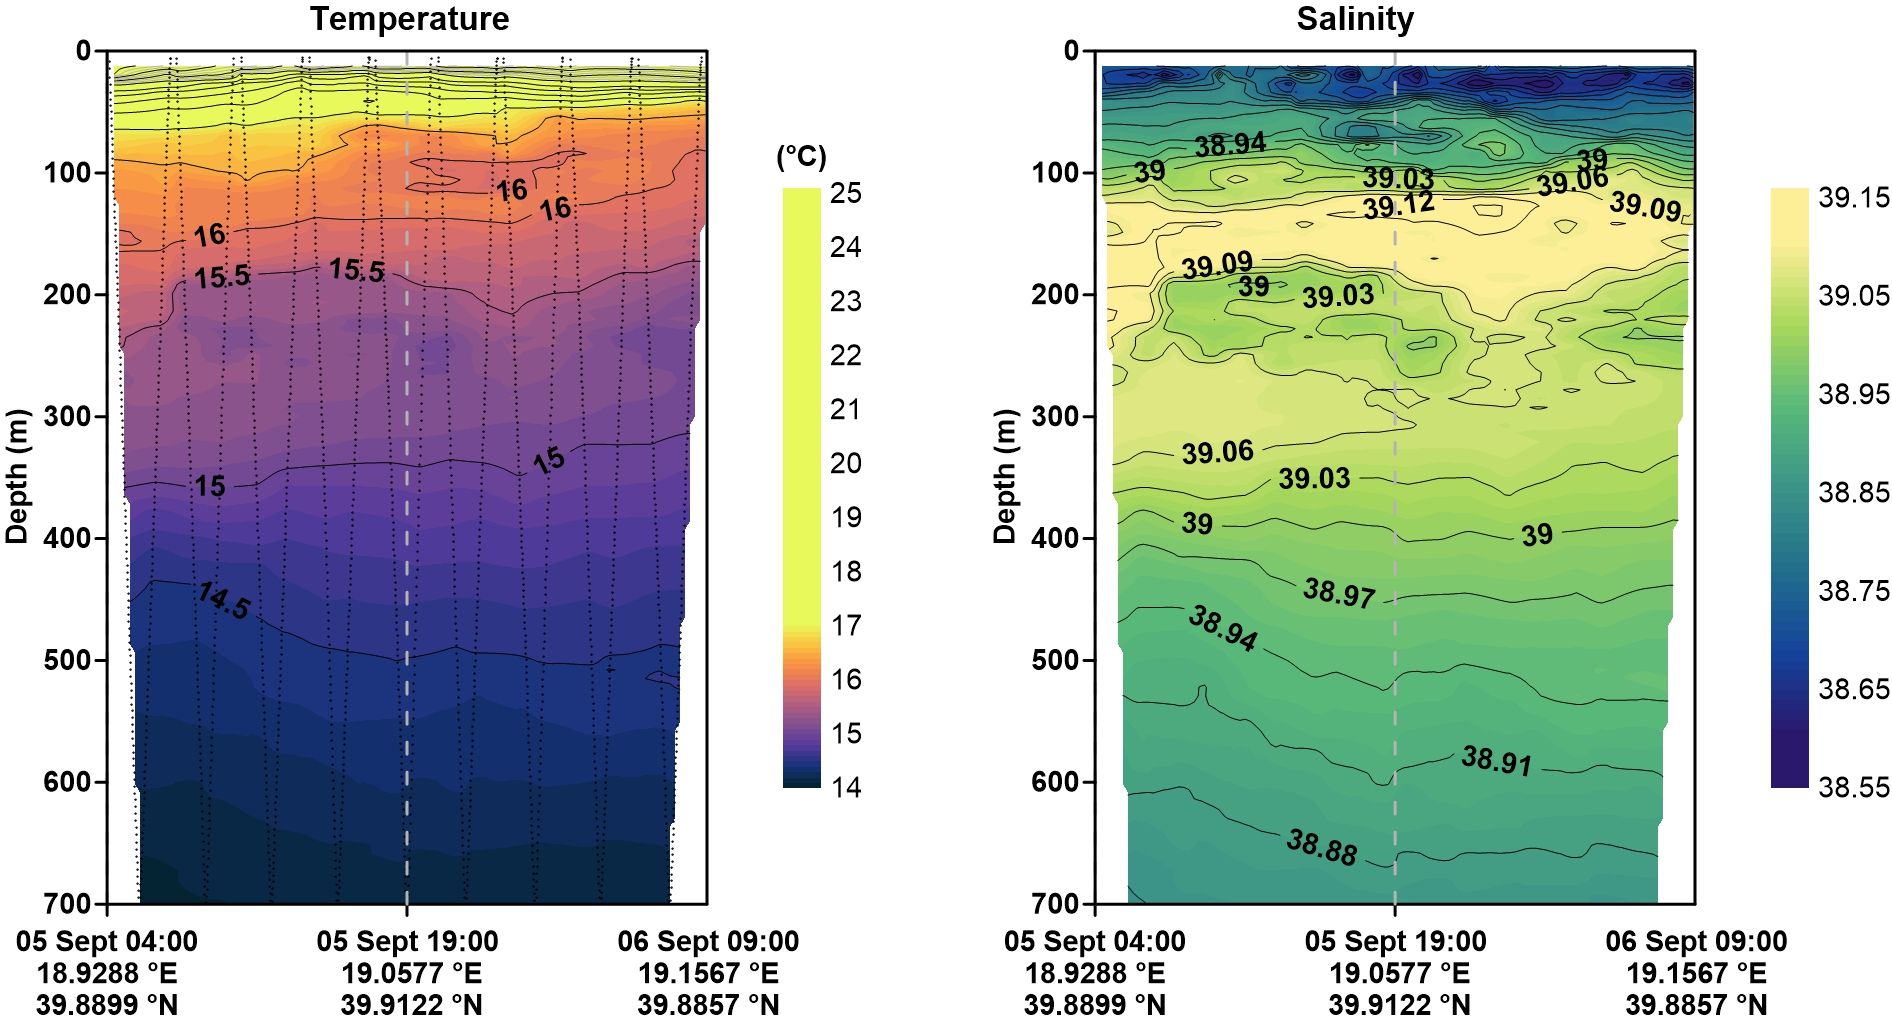 Temperature
Salinity
0
100
200
300
400
500
600
700
Depth (m)
16
16
16
15.5
15.5
15
15
14.5
(°C)
25
24
23
22
21
20
19
18
17
16
15
14
05 Sept 04:00
18.9288 °E
39.8899 °N
05 Sept 19:00
19.0577 °E
39.9122 °N
06 Sept 09:00
19.1567 °E
39.8857 °N
0
100
200
300
400
500
600
700
Depth (m)
38.94
39
39
39.03
39.06
39.12
39.09
39.09
39
39.03
39.06
39.03
39
39
38.97
38.94
38.91
38.88
39.15
39.05
38.95
38.85
38.75
38.65
38.55
05 Sept 04:00
18.9288 °E
39.8899 °N
05 Sept 19:00
19.0577 °E
39.9122 °N
06 Sept 09:00
19.1567 °E
39.8857 °N